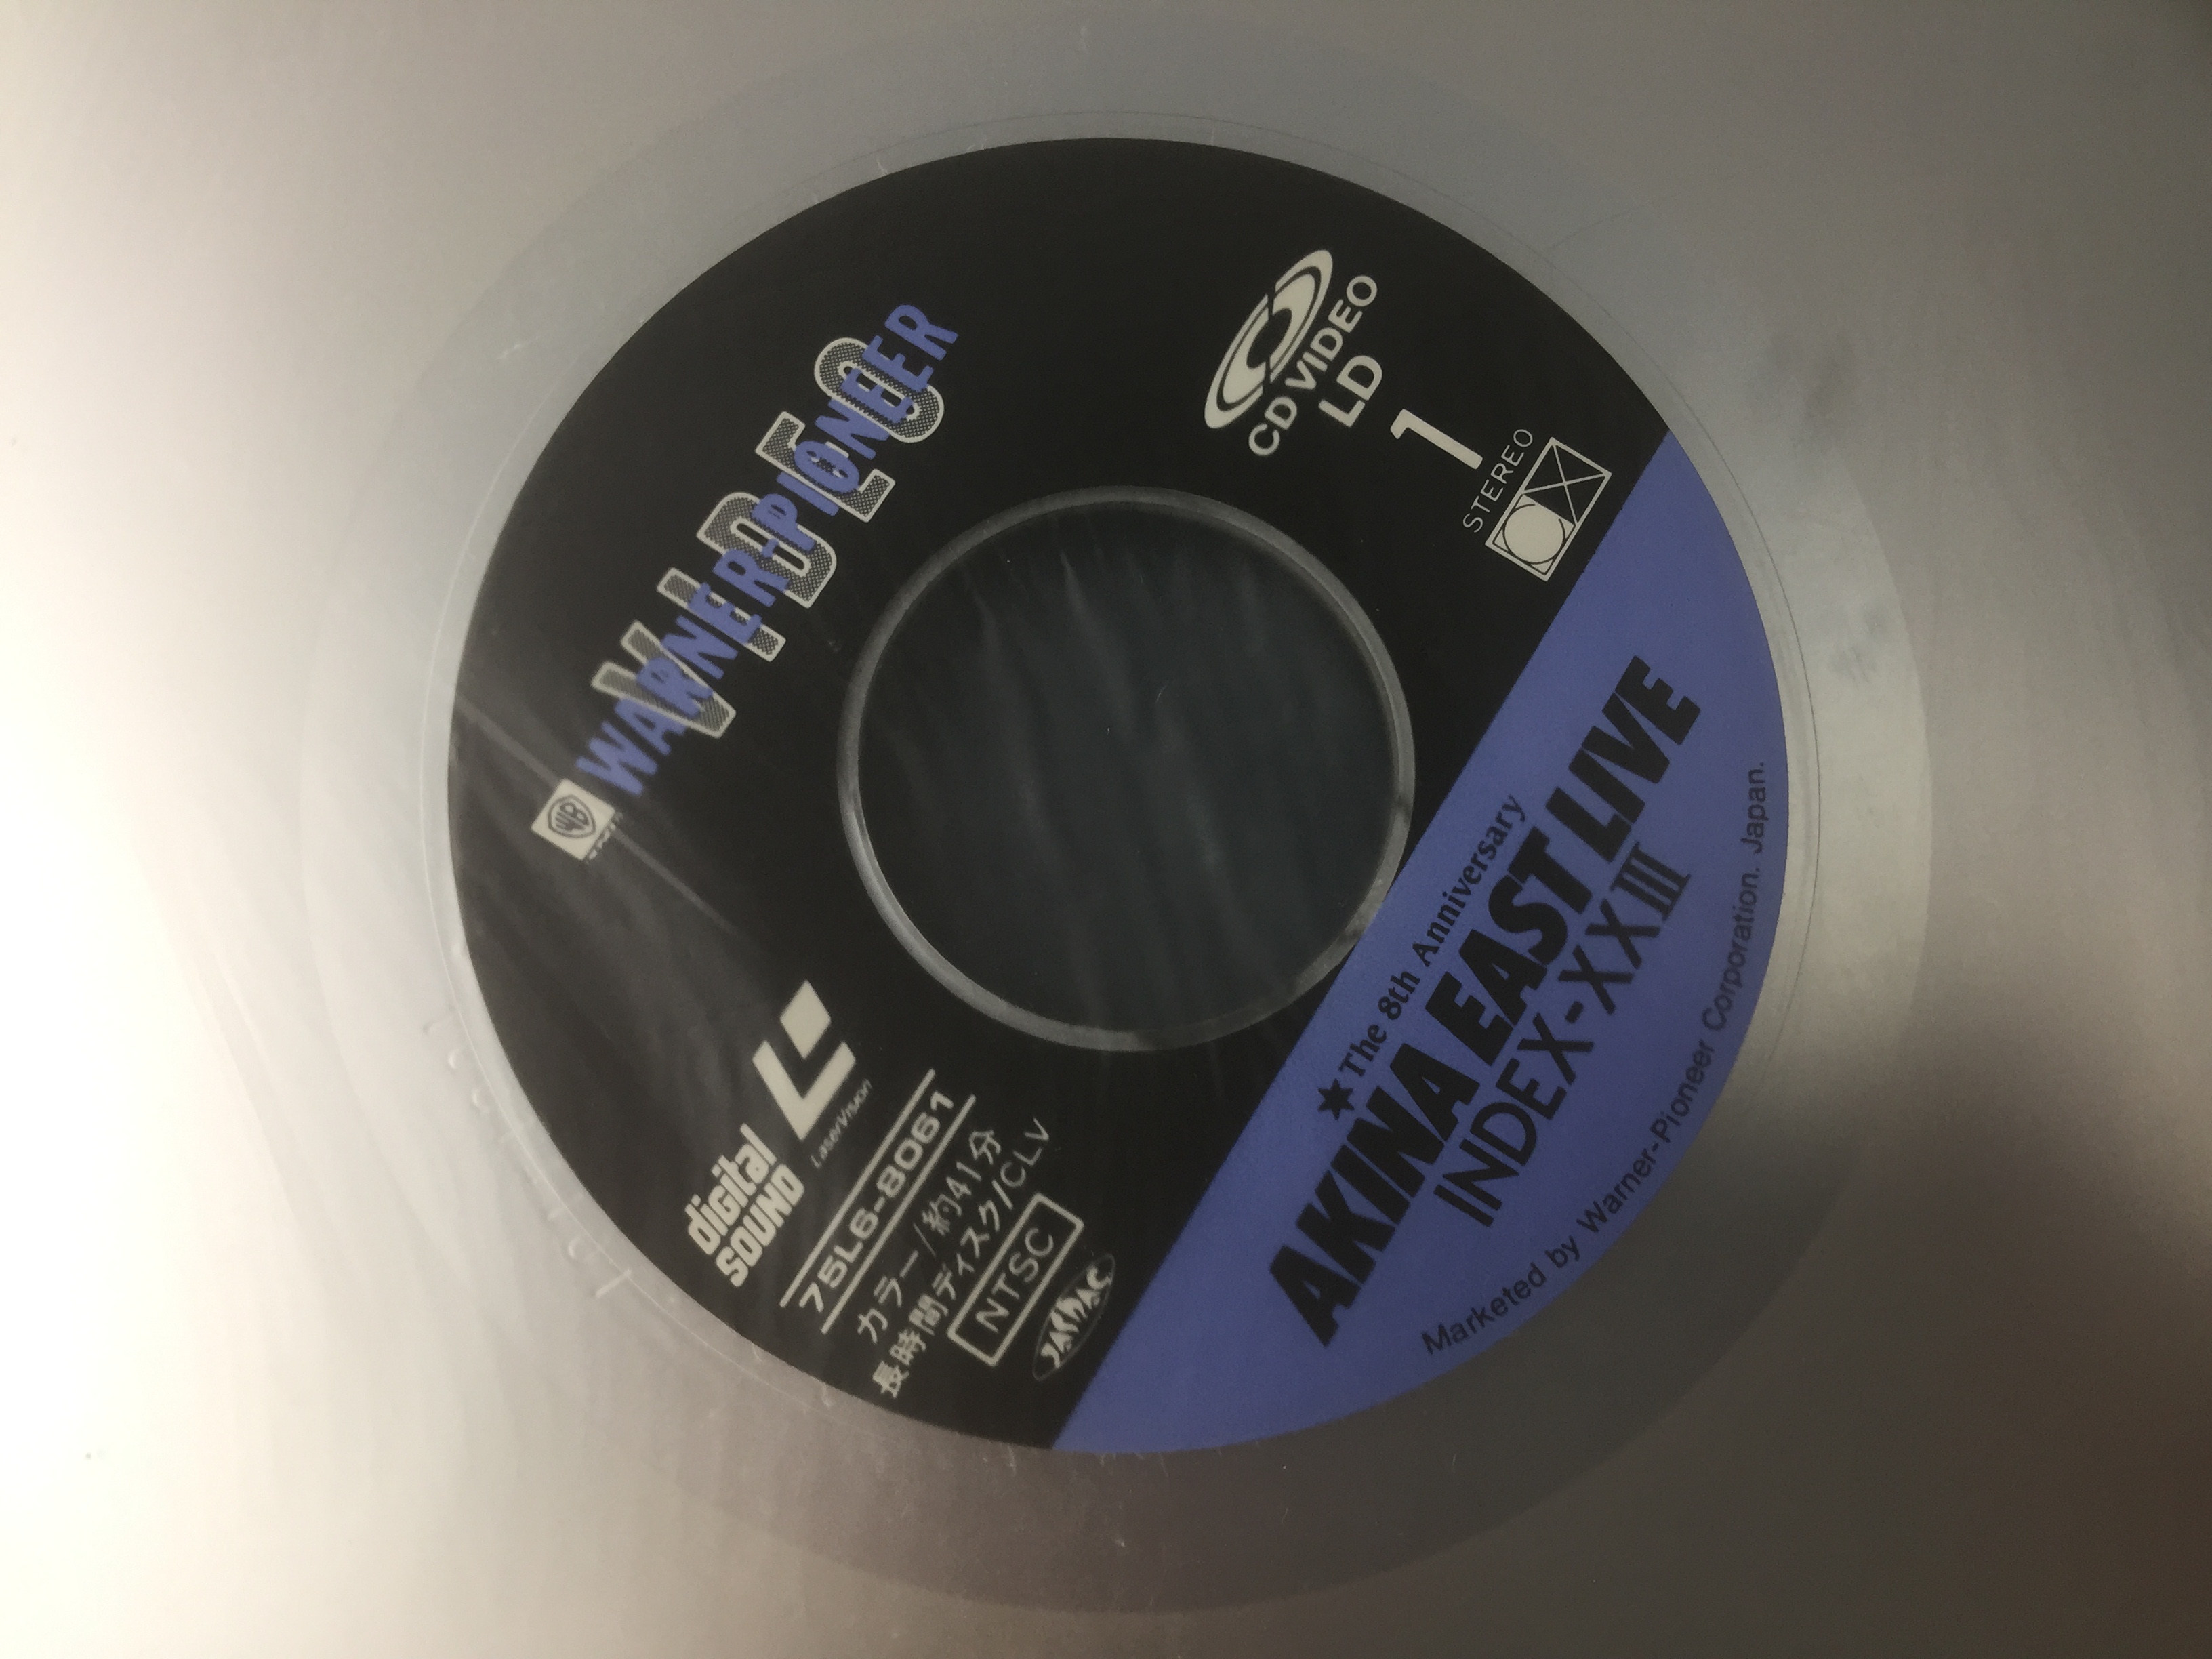 WARNER-PIONEER
VIDEO
WB
digital
SOUND
LaserVision
CD VIDEO
LD
1
STEREO
75L6-8061
カラー/約41分
長時間ディスク/CLV
NTSC
JASRAC
★The 8th Anniversary
AKINA EAST LIVE
INDEX-XXIII
Marketed by Warner-Pioneer Corporation. Japan.